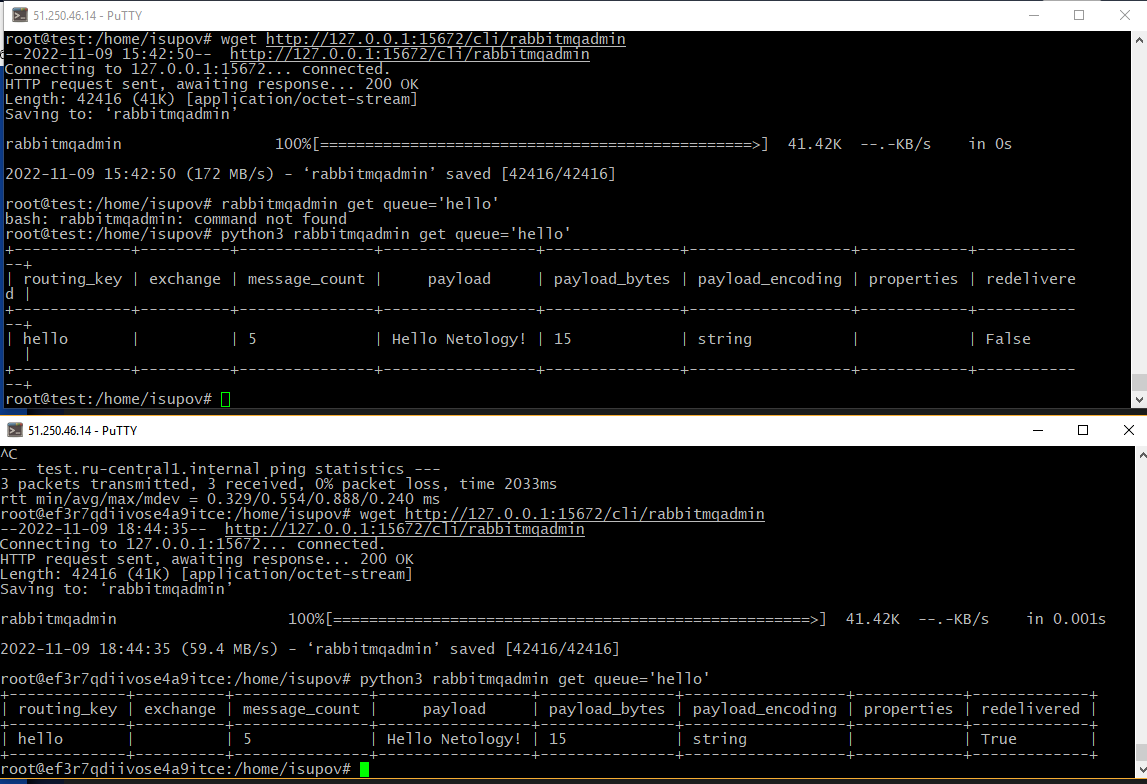 51.250.46.14 - PuTTY
root@test:/home/isupov# wget http://127.0.0.1:15672/cli/rabbitmqadmin
--2022-11-09 15:42:50--  http://127.0.0.1:15672/cli/rabbitmqadmin
Connecting to 127.0.0.1:15672... connected.
HTTP request sent, awaiting response... 200 OK
Length: 42416 (41K) [application/octet-stream]
Saving to: ‘rabbitmqadmin’
rabbitmqadmin                 100%[================================================>]  41.42K  --.-KB/s    in 0s
2022-11-09 15:42:50 (172 MB/s) - ‘rabbitmqadmin’ saved [42416/42416]
root@test:/home/isupov# rabbitmqadmin get queue='hello'
bash: rabbitmqadmin: command not found
root@test:/home/isupov# python3 rabbitmqadmin get queue='hello'
+-------------+----------+---------------+-----------------+---------------+------------------+------------+-----------
--+
| routing_key | exchange | message_count |     payload     | payload_bytes | payload_encoding | properties | redelivere
d |
+-------------+----------+---------------+-----------------+---------------+------------------+------------+-----------
--+
| hello       |          | 5             | Hello Netology! | 15            | string           |            | False
  |
+-------------+----------+---------------+-----------------+---------------+------------------+------------+-----------
--+
root@test:/home/isupov#
51.250.46.14 - PuTTY
^C
--- test.ru-central1.internal ping statistics ---
3 packets transmitted, 3 received, 0% packet loss, time 2033ms
rtt min/avg/max/mdev = 0.329/0.554/0.888/0.240 ms
root@ef3r7qdiivose4a9itce:/home/isupov# wget http://127.0.0.1:15672/cli/rabbitmqadmin
--2022-11-09 18:44:35--  http://127.0.0.1:15672/cli/rabbitmqadmin
Connecting to 127.0.0.1:15672... connected.
HTTP request sent, awaiting response... 200 OK
Length: 42416 (41K) [application/octet-stream]
Saving to: ‘rabbitmqadmin’
rabbitmqadmin                   100%[=====================================================>]  41.42K  --.-KB/s    in 0.001s
2022-11-09 18:44:35 (59.4 MB/s) - ‘rabbitmqadmin’ saved [42416/42416]
root@ef3r7qdiivose4a9itce:/home/isupov# python3 rabbitmqadmin get queue='hello'
+-------------+----------+---------------+-----------------+---------------+------------------+------------+-------------+
| routing_key | exchange | message_count |     payload     | payload_bytes | payload_encoding | properties | redelivered |
+-------------+----------+---------------+-----------------+---------------+------------------+------------+-------------+
| hello       |          | 5             | Hello Netology! | 15            | string           |            | True        |
+-------------+----------+---------------+-----------------+---------------+------------------+------------+-------------+
root@ef3r7qdiivose4a9itce:/home/isupov#